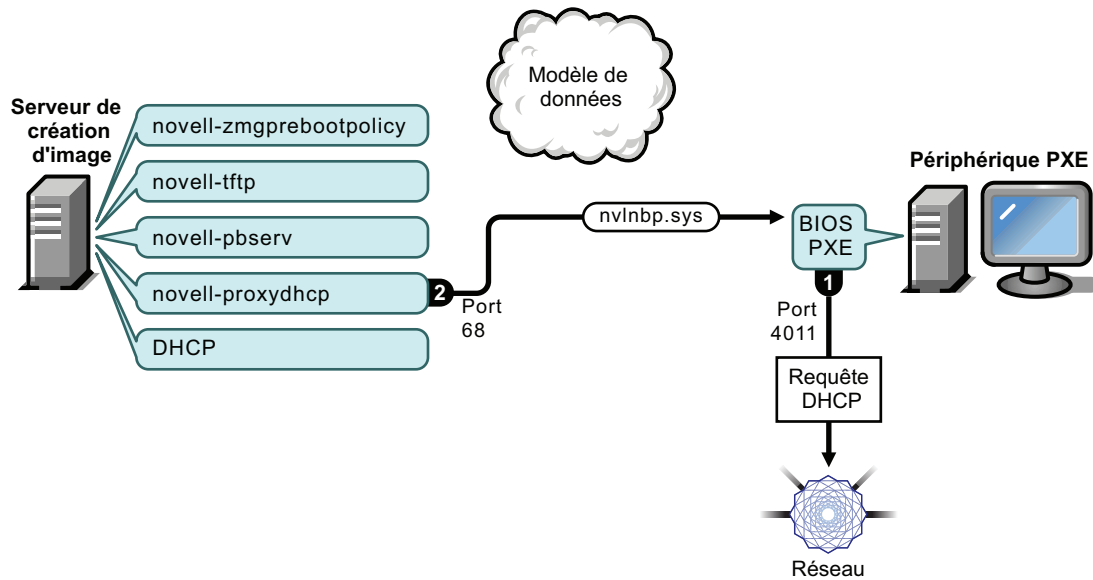 Modèle de
données
Serveur de
création
d'image
novell-zmgprebootpolicy
novell-tftp
novell-pbserv
novell-proxydhcp
DHCP
2
Port
68
nvlnbp.sys
Périphérique PXE
BIOS
PXE
1
Port
4011
Requête
DHCP
Réseau